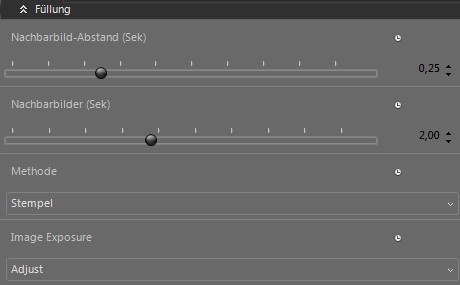 Füllung
Nachbarbild-Abstand (Sek)
0,25
Nachbarbilder (Sek)
2,00
Methode
Stempel
Image Exposure
Adjust